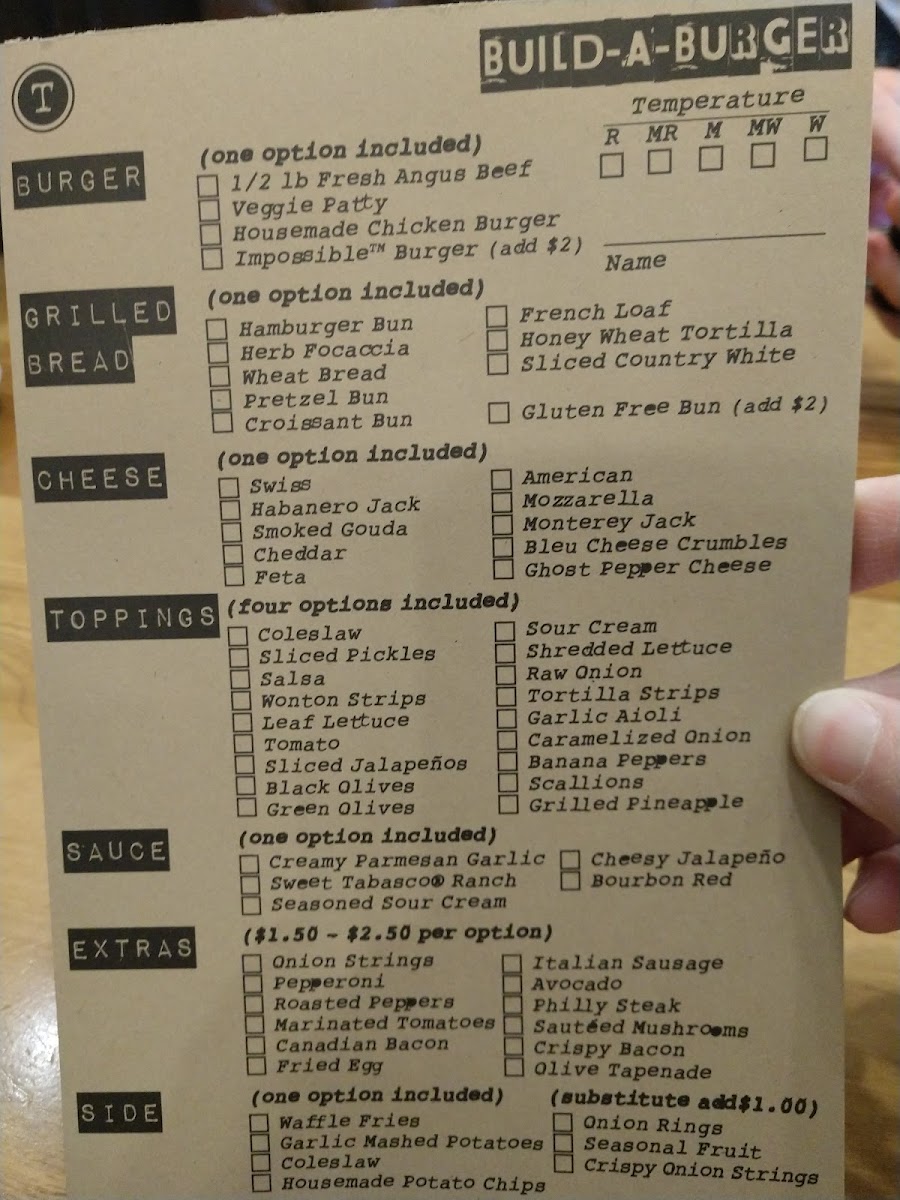 T
BUILD-A-BURGER
Temperature
R MR M MW W
Name
BURGER
(one option included)
1/2 lb Fresh Angus Beef
Veggie Patty
Housemade Chicken Burger
Impossible™ Burger (add $2)
GRILLED
BREAD
(one option included)
Hamburger Bun
Herb Focaccia
Wheat Bread
Pretzel Bun
Croissant Bun
French Loaf
Honey Wheat Tortilla
Sliced Country White
Gluten Free Bun (add $2)
CHEESE
(one option included)
Swiss
Habanero Jack
Smoked Gouda
Cheddar
Feta
American
Mozzarella
Monterey Jack
Bleu Cheese Crumbles
Ghost Pepper Cheese
TOPPINGS
(four options included)
Coleslaw
Sliced Pickles
Salsa
Wonton Strips
Leaf Lettuce
Tomato
Sliced Jalapeños
Black Olives
Green Olives
Sour Cream
Shredded Lettuce
Raw Onion
Tortilla Strips
Garlic Aioli
Caramelized Onion
Banana Peppers
Scallions
Grilled Pineapple
SAUCE
(one option included)
Creamy Parmesan Garlic
Sweet Tabasco® Ranch
Seasoned Sour Cream
Cheesy Jalapeño
Bourbon Red
EXTRAS
($1.50 - $2.50 per option)
Onion Strings
Pepperoni
Roasted Peppers
Marinated Tomatoes
Canadian Bacon
Fried Egg
Italian Sausage
Avocado
Philly Steak
Sautéed Mushrooms
Crispy Bacon
Olive Tapenade
SIDE
(one option included)
Waffle Fries
Garlic Mashed Potatoes
Coleslaw
Housemade Potato Chips
(substitute add$1.00)
Onion Rings
Seasonal Fruit
Crispy Onion Strings